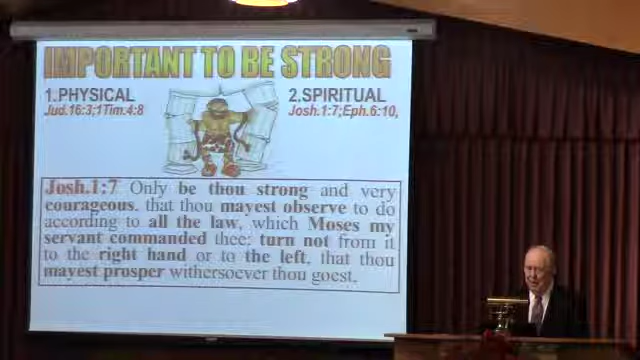 IMPORTANT TO BE STRONG
1.PHYSICAL
Jud.16:3;1Tim.4:8
2.SPIRITUAL
Josh.1:7;Eph.6:10,
Josh.1:7 Only be thou strong and very
courageous, that thou mayest observe to do
according to all the law, which Moses my
servant commanded thee: turn not from it
to the right hand or to the left, that thou
mayest prosper withersoever thou goest.